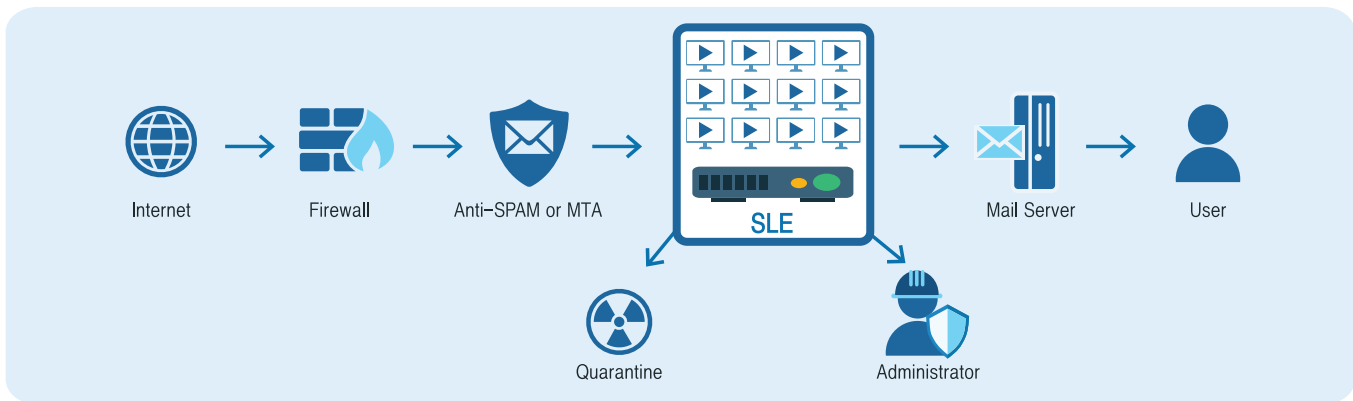 Internet
Firewall
Anti-SPAM or MTA
SLE
Mail Server
User
Quarantine
Administrator